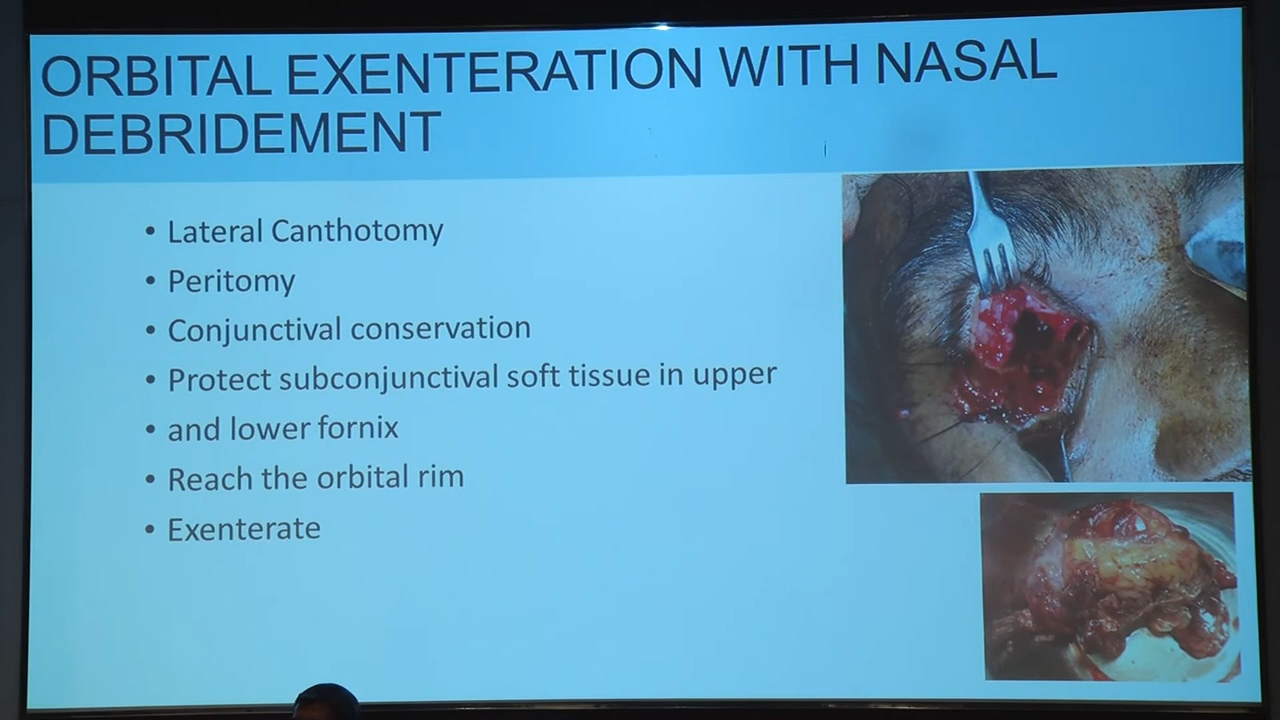 ORBITAL EXENTERATION WITH NASAL
DEBRIDEMENT
• Lateral Canthotomy
• Peritomy
• Conjunctival conservation
• Protect subconjunctival soft tissue in upper
• and lower fornix
• Reach the orbital rim
• Exenterate